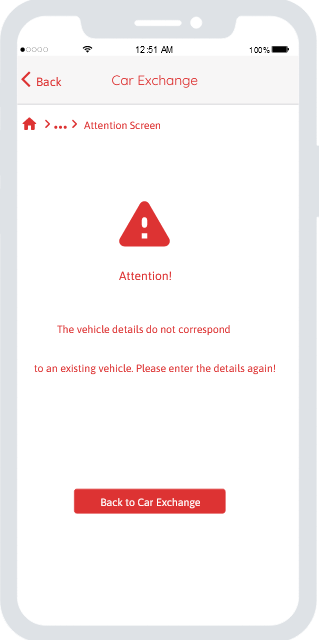 12:51 AM
100%
Back
Car Exchange
... Attention Screen
Attention!
The vehicle details do not correspond
to an existing vehicle. Please enter the details again!
Back to Car Exchange